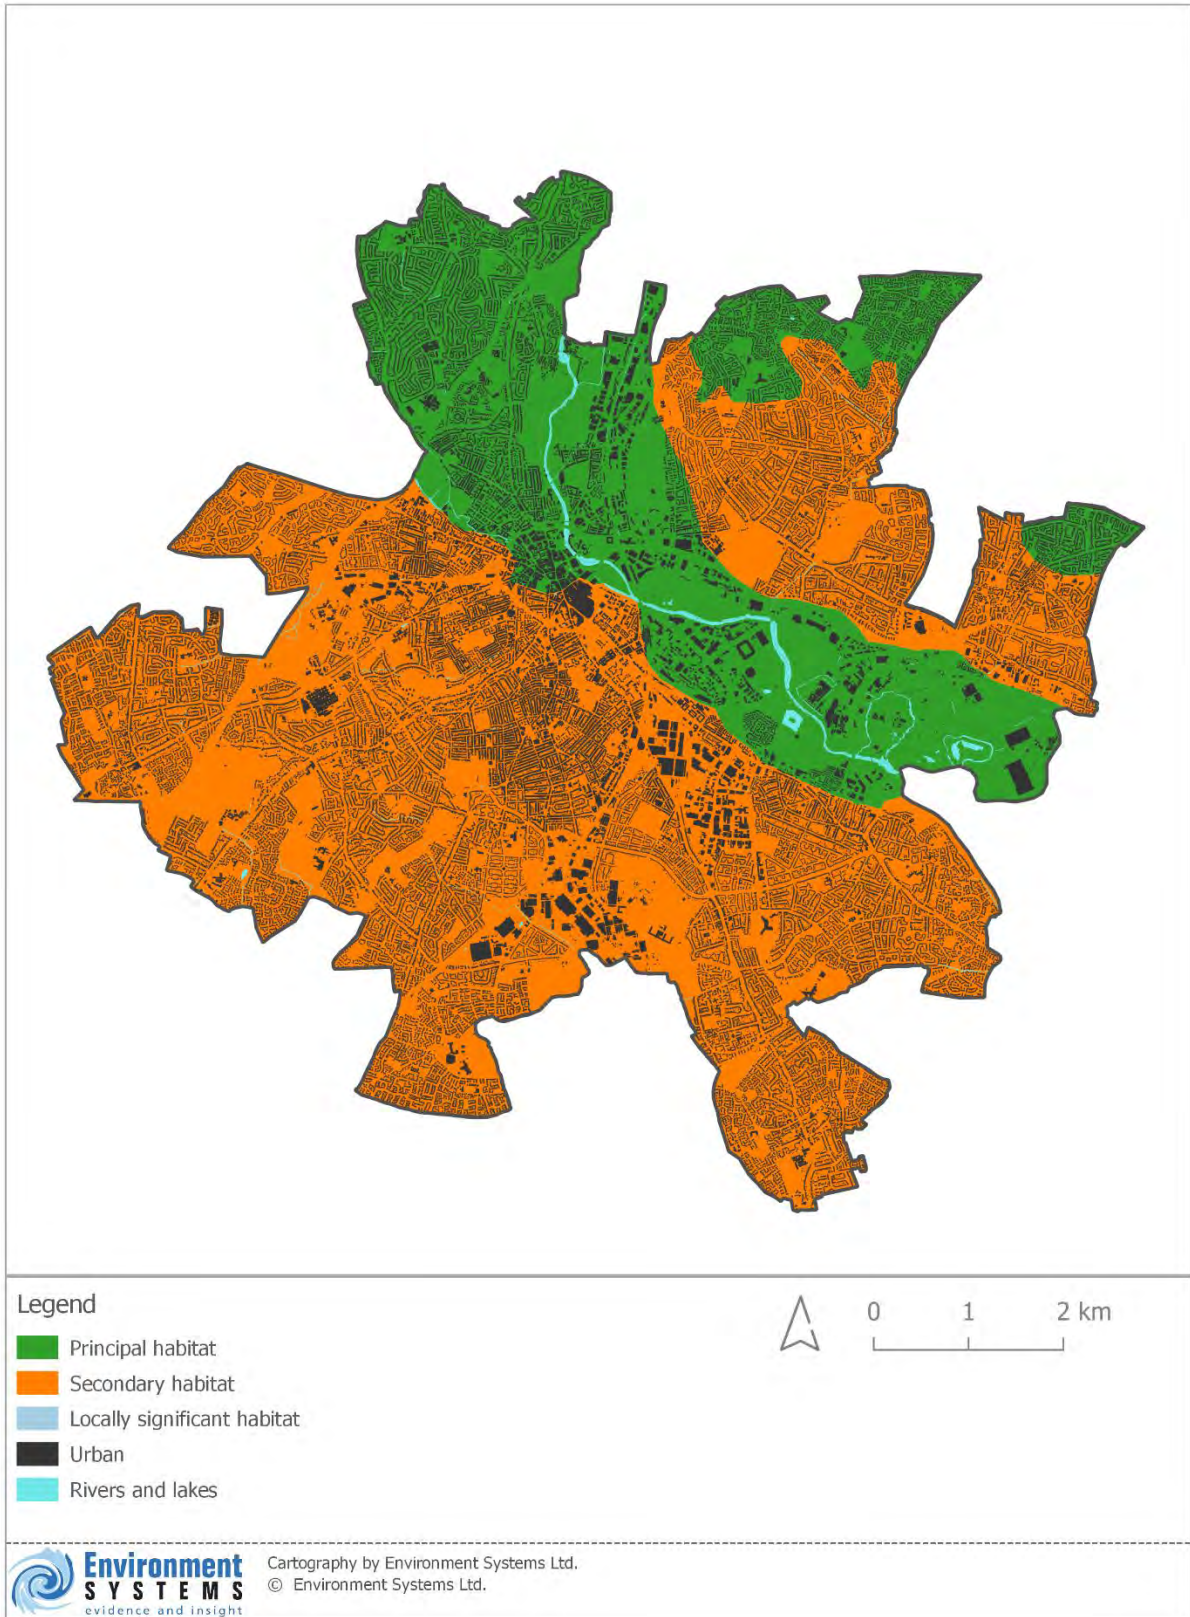 Legend
0 1 2 km
Principal habitat
Secondary habitat
Locally significant habitat
Urban
Rivers and lakes
Environment
SYSTEMS
evidence and insight
Cartography by Environment Systems Ltd.
© Environment Systems Ltd.